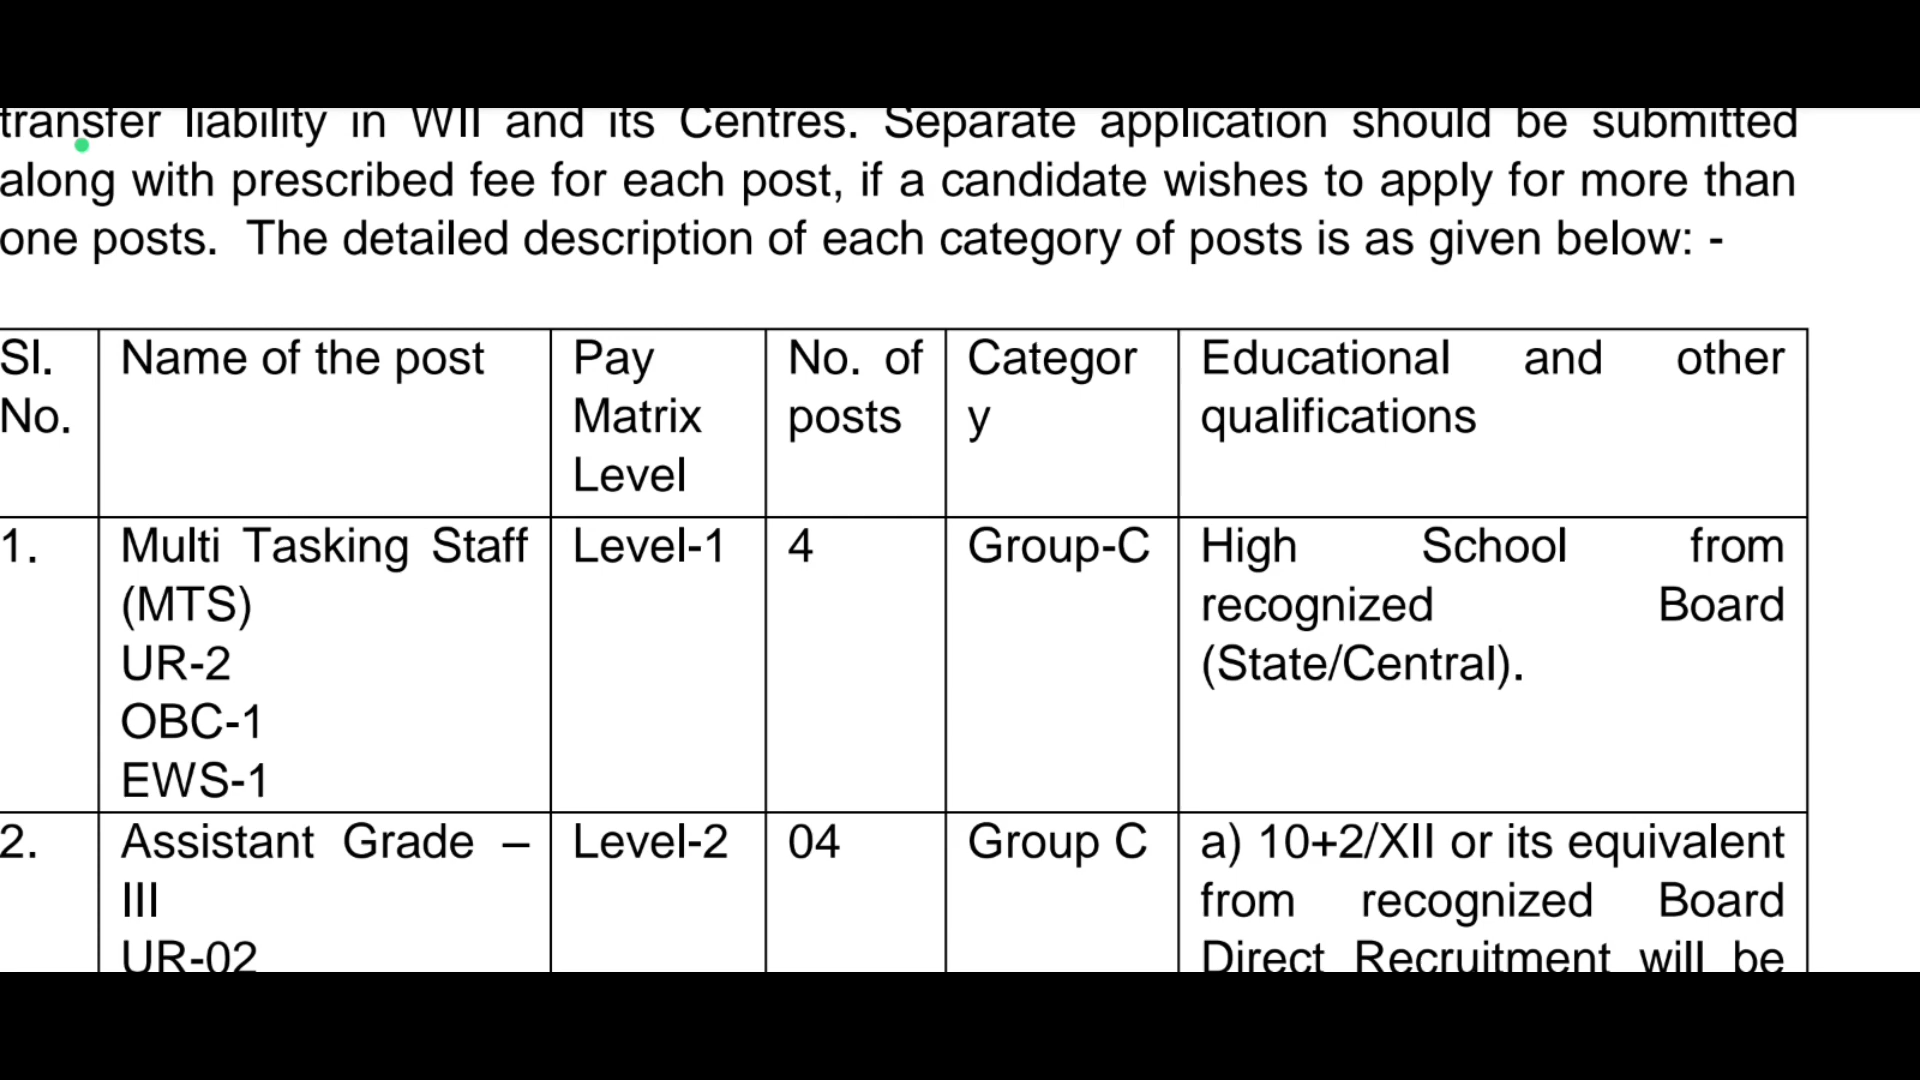 transfer liability in WII and its Centres. Separate application should be submitted
along with prescribed fee for each post, if a candidate wishes to apply for more than
one posts. The detailed description of each category of posts is as given below: -
Sl.
No.
Name of the post
Pay
Matrix
Level
No. of
posts
Categor
y
Educational and other
qualifications
1.
Multi Tasking Staff
(MTS)
UR-2
OBC-1
EWS-1
Level-1
4
Group-C
High School from
recognized Board
(State/Central).
2.
Assistant Grade –
III
UR-02
Level-2
04
Group C
a) 10+2/XII or its equivalent
from recognized Board
Direct Recruitment will be